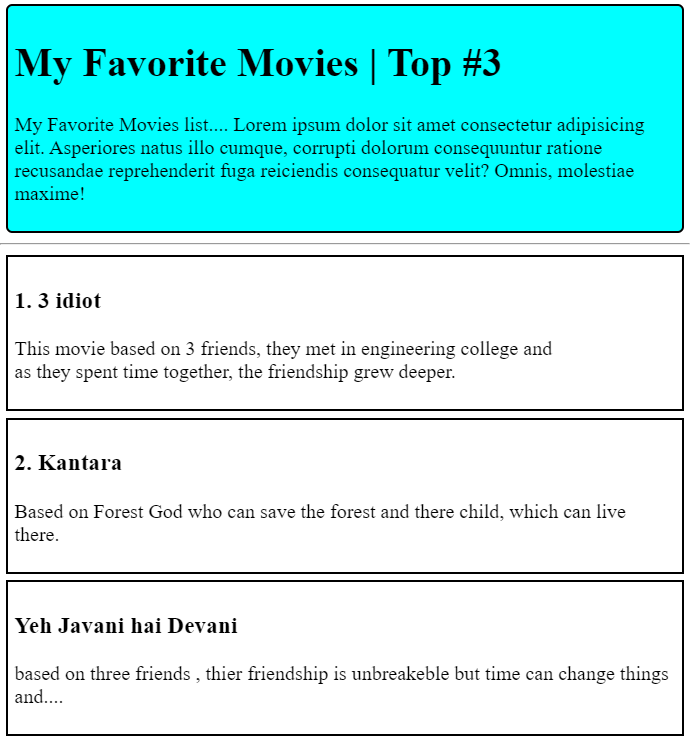 My Favorite Movies | Top #3
My Favorite Movies list.... Lorem ipsum dolor sit amet consectetur adipisicing
elit. Asperiores natus illo cumque, corrupti dolorum consequuntur ratione
recusandae reprehenderit fuga reiciendis consequatur velit? Omnis, molestiae
maxime!
1. 3 idiot
This movie based on 3 friends, they met in engineering college and
as they spent time together, the friendship grew deeper.
2. Kantara
Based on Forest God who can save the forest and there child, which can live
there.
Yeh Javani hai Devani
based on three friends , thier friendship is unbreakeble but time can change things
and....